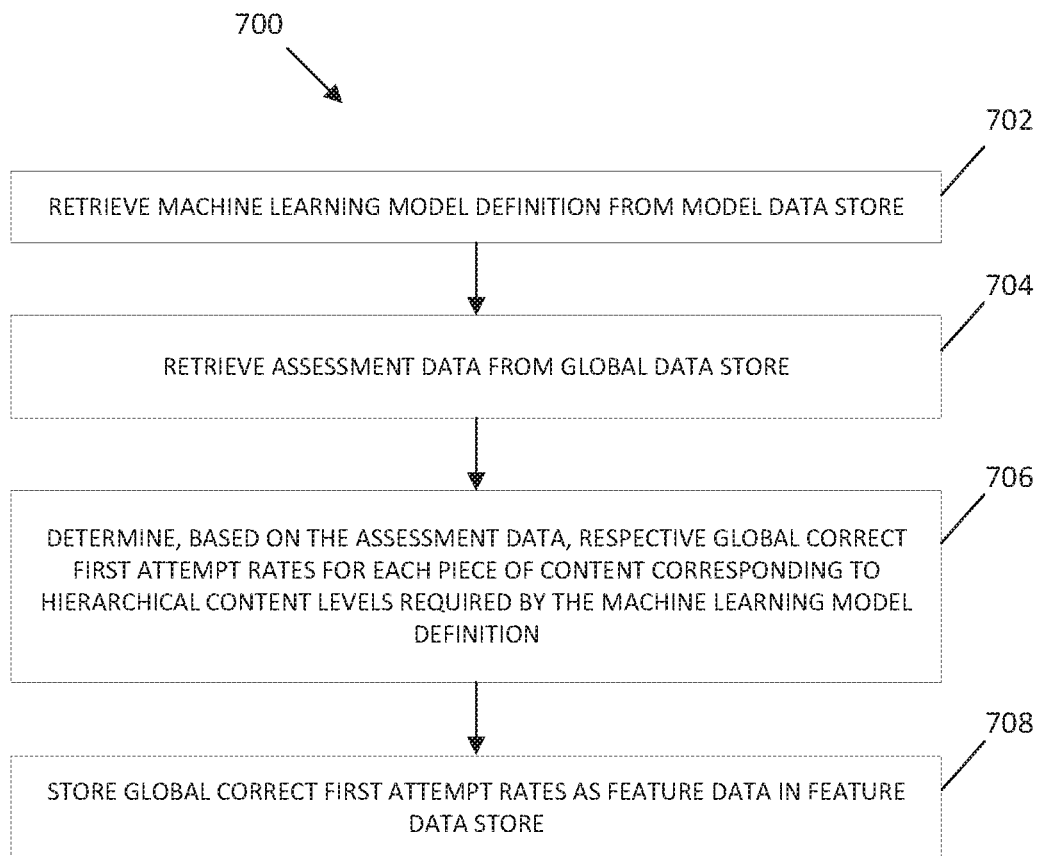 700
702
RETRIEVE MACHINE LEARNING MODEL DEFINITION FROM MODEL DATA STORE
704
RETRIEVE ASSESSMENT DATA FROM GLOBAL DATA STORE
706
DETERMINE, BASED ON THE ASSESSMENT DATA, RESPECTIVE GLOBAL CORRECT
FIRST ATTEMPT RATES FOR EACH PIECE OF CONTENT CORRESPONDING TO
HIERARCHICAL CONTENT LEVELS REQUIRED BY THE MACHINE LEARNING MODEL
DEFINITION
708
STORE GLOBAL CORRECT FIRST ATTEMPT RATES AS FEATURE DATA IN FEATURE
DATA STORE